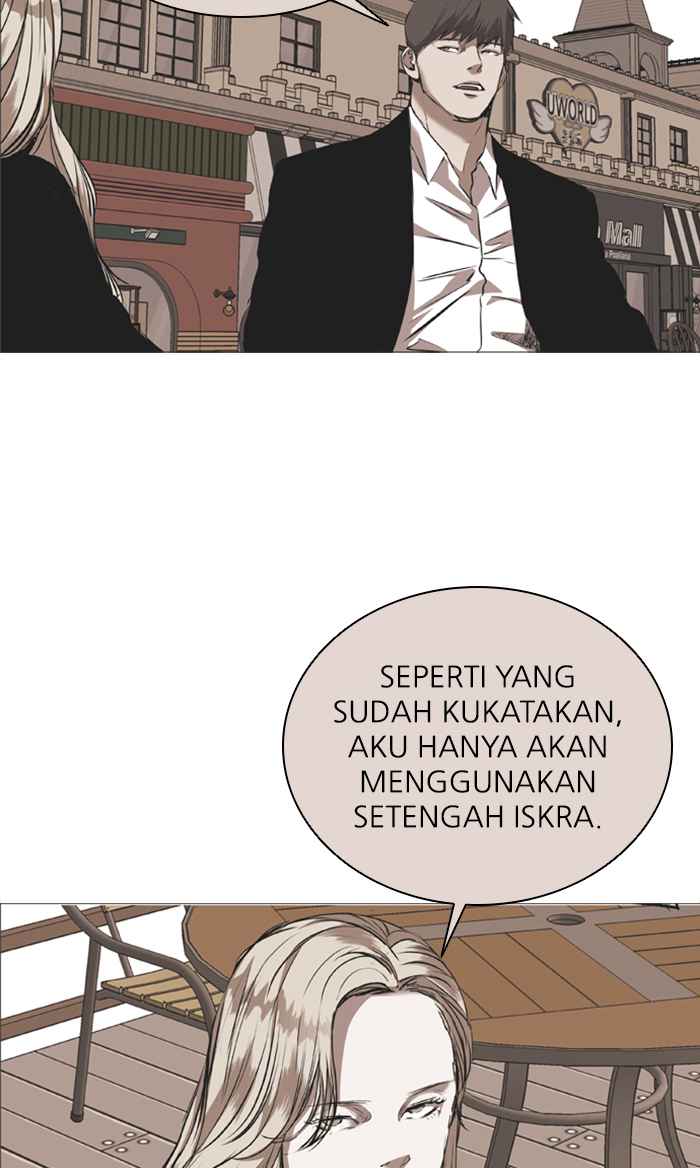 UWORLD
Mall
SEPERTI YANG
SUDAH KUKATAKAN,
AKU HANYA AKAN
MENGGUNAKAN
SETENGAH ISKRA.